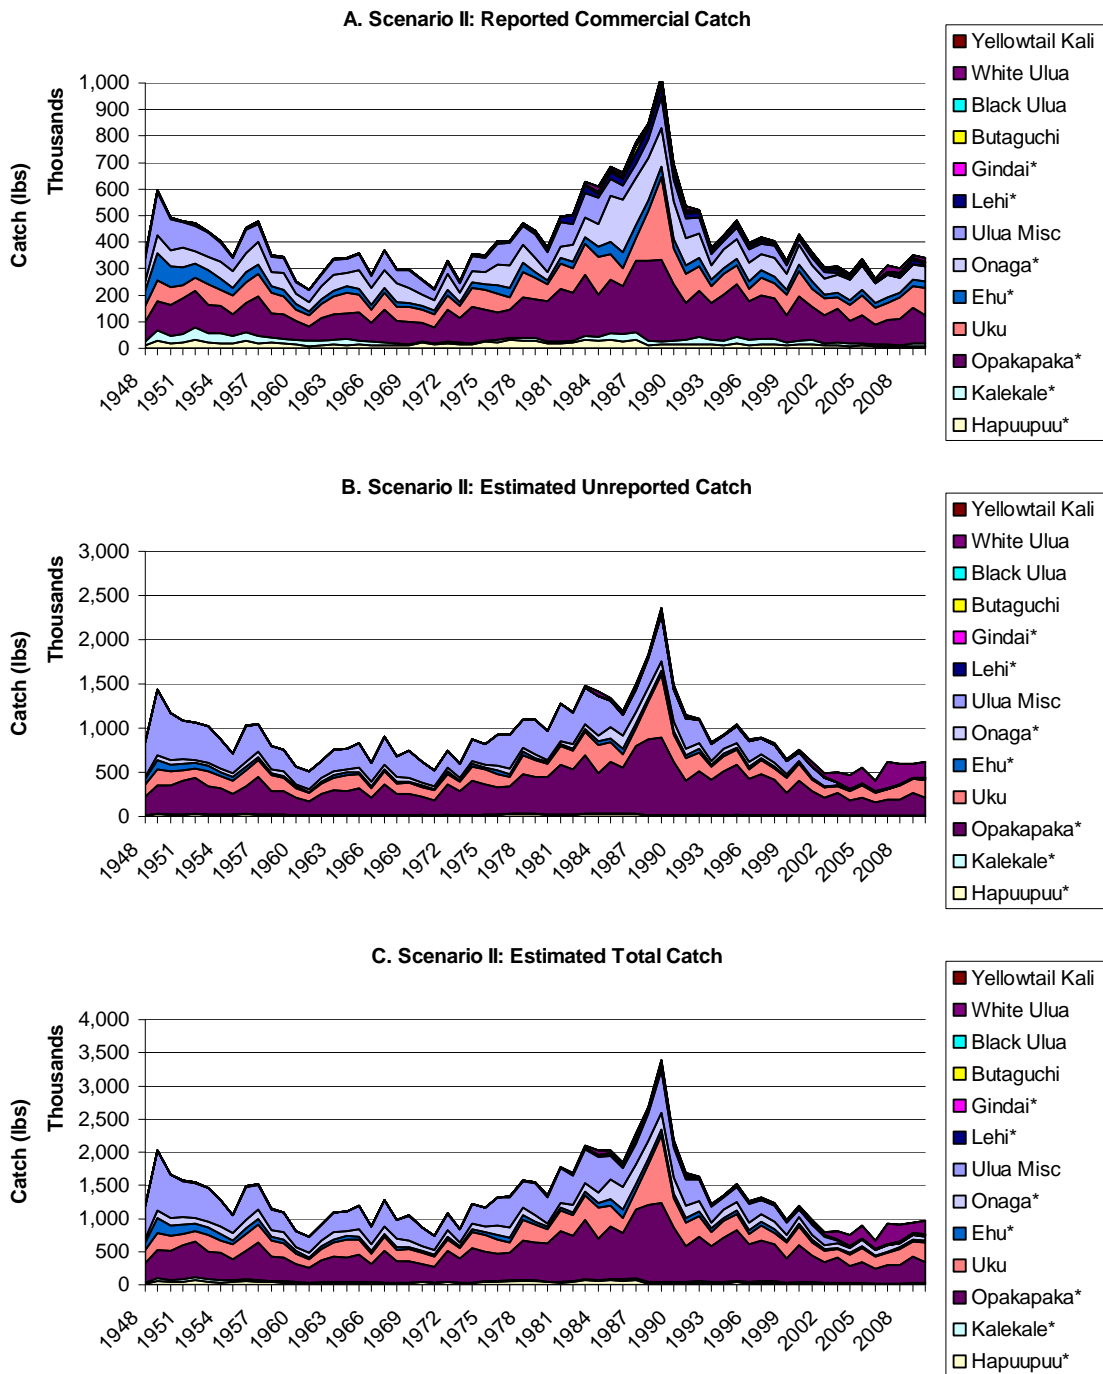 A. Scenario II: Reported Commercial Catch
Catch (lbs)
Thousands
1,000
900
800
700
600
500
400
300
200
100
0
1948
1951
1954
1957
1960
1963
1966
1969
1972
1975
1978
1981
1984
1987
1990
1993
1996
1999
2002
2005
2008
Yellowtail Kali
White Ulua
Black Ulua
Butaguchi
Gindai*
Lehi*
Ulua Misc
Onaga*
Ehu*
Uku
Opakapaka*
Kalekale*
Hapuupuu*
B. Scenario II: Estimated Unreported Catch
Catch (lbs)
Thousands
3,000
2,500
2,000
1,500
1,000
500
0
1948
1951
1954
1957
1960
1963
1966
1969
1972
1975
1978
1981
1984
1987
1990
1993
1996
1999
2002
2005
2008
Yellowtail Kali
White Ulua
Black Ulua
Butaguchi
Gindai*
Lehi*
Ulua Misc
Onaga*
Ehu*
Uku
Opakapaka*
Kalekale*
Hapuupuu*
C. Scenario II: Estimated Total Catch
Catch (lbs)
Thousands
4,000
3,500
3,000
2,500
2,000
1,500
1,000
500
0
1948
1951
1954
1957
1960
1963
1966
1969
1972
1975
1978
1981
1984
1987
1990
1993
1996
1999
2002
2005
2008
Yellowtail Kali
White Ulua
Black Ulua
Butaguchi
Gindai*
Lehi*
Ulua Misc
Onaga*
Ehu*
Uku
Opakapaka*
Kalekale*
Hapuupuu*